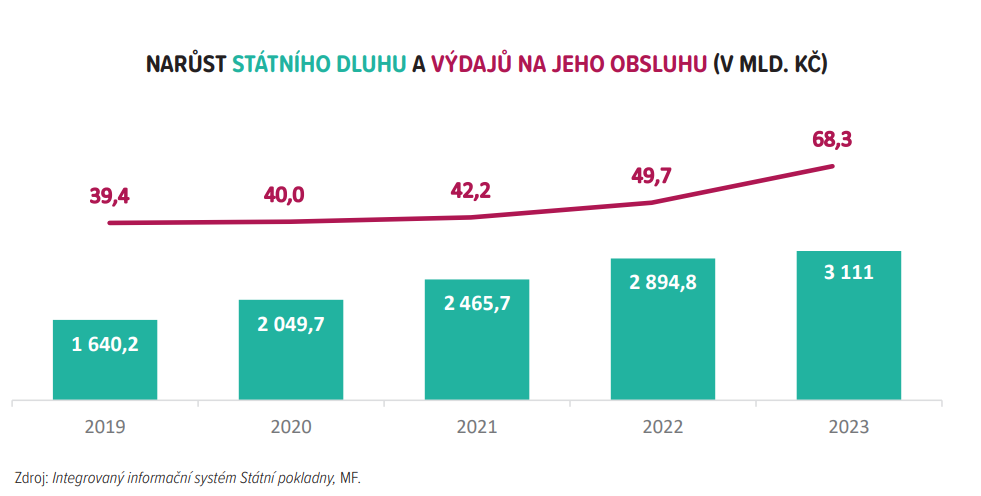 NARŮST STÁTNÍHO DLUHU A VÝDAJŮ NA JEHO OBSLUHU (V MLD. KČ)
39,4 40,0 42,2 49,7 68,3
1 640,2 2 049,7 2 465,7 2 894,8 3 111
2019 2020 2021 2022 2023
Zdroj: Integrovaný informační systém Státní pokladny, MF.